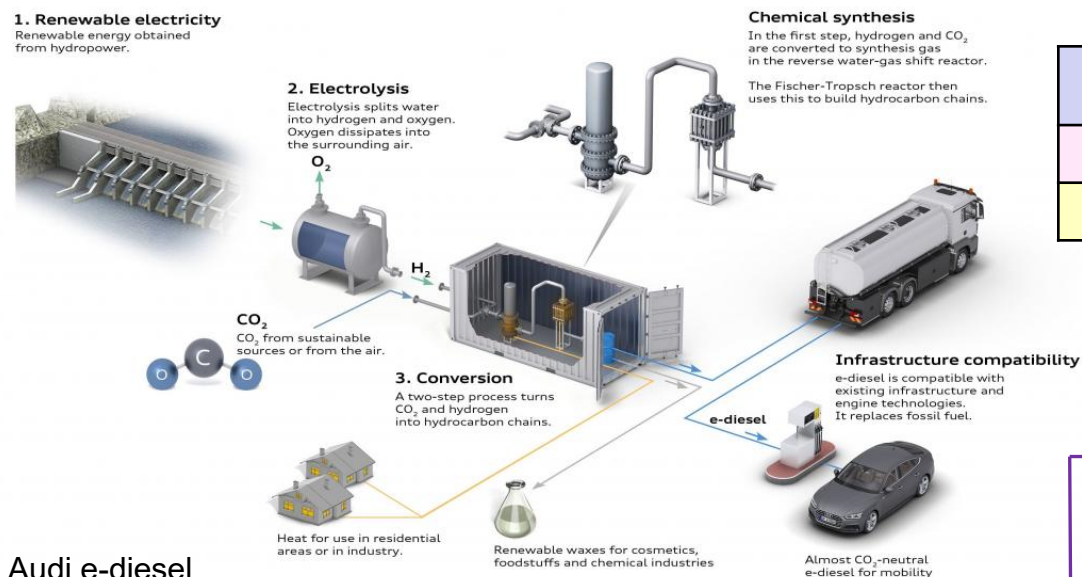 1. Renewable electricity
Renewable energy obtained
from hydropower.
2. Electrolysis
Electrolysis splits water
into hydrogen and oxygen.
Oxygen dissipates into
the surrounding air.
O₂
H₂
CO₂
CO₂ from sustainable
sources or from the air.
C
O
O
3. Conversion
A two-step process turns
CO₂ and hydrogen
into hydrocarbon chains.
Chemical synthesis
In the first step, hydrogen and CO₂
are converted to synthesis gas
in the reverse water-gas shift reactor.
The Fischer-Tropsch reactor then
uses this to build hydrocarbon chains.
Infrastructure compatibility
e-diesel is compatible with
existing infrastructure and
engine technologies.
It replaces fossil fuel.
e-diesel
Heat for use in residential
areas or in industry.
Renewable waxes for cosmetics,
foodstuffs and chemical industries
Almost CO₂-neutral
e-diesel for mobility
Audi e-diesel